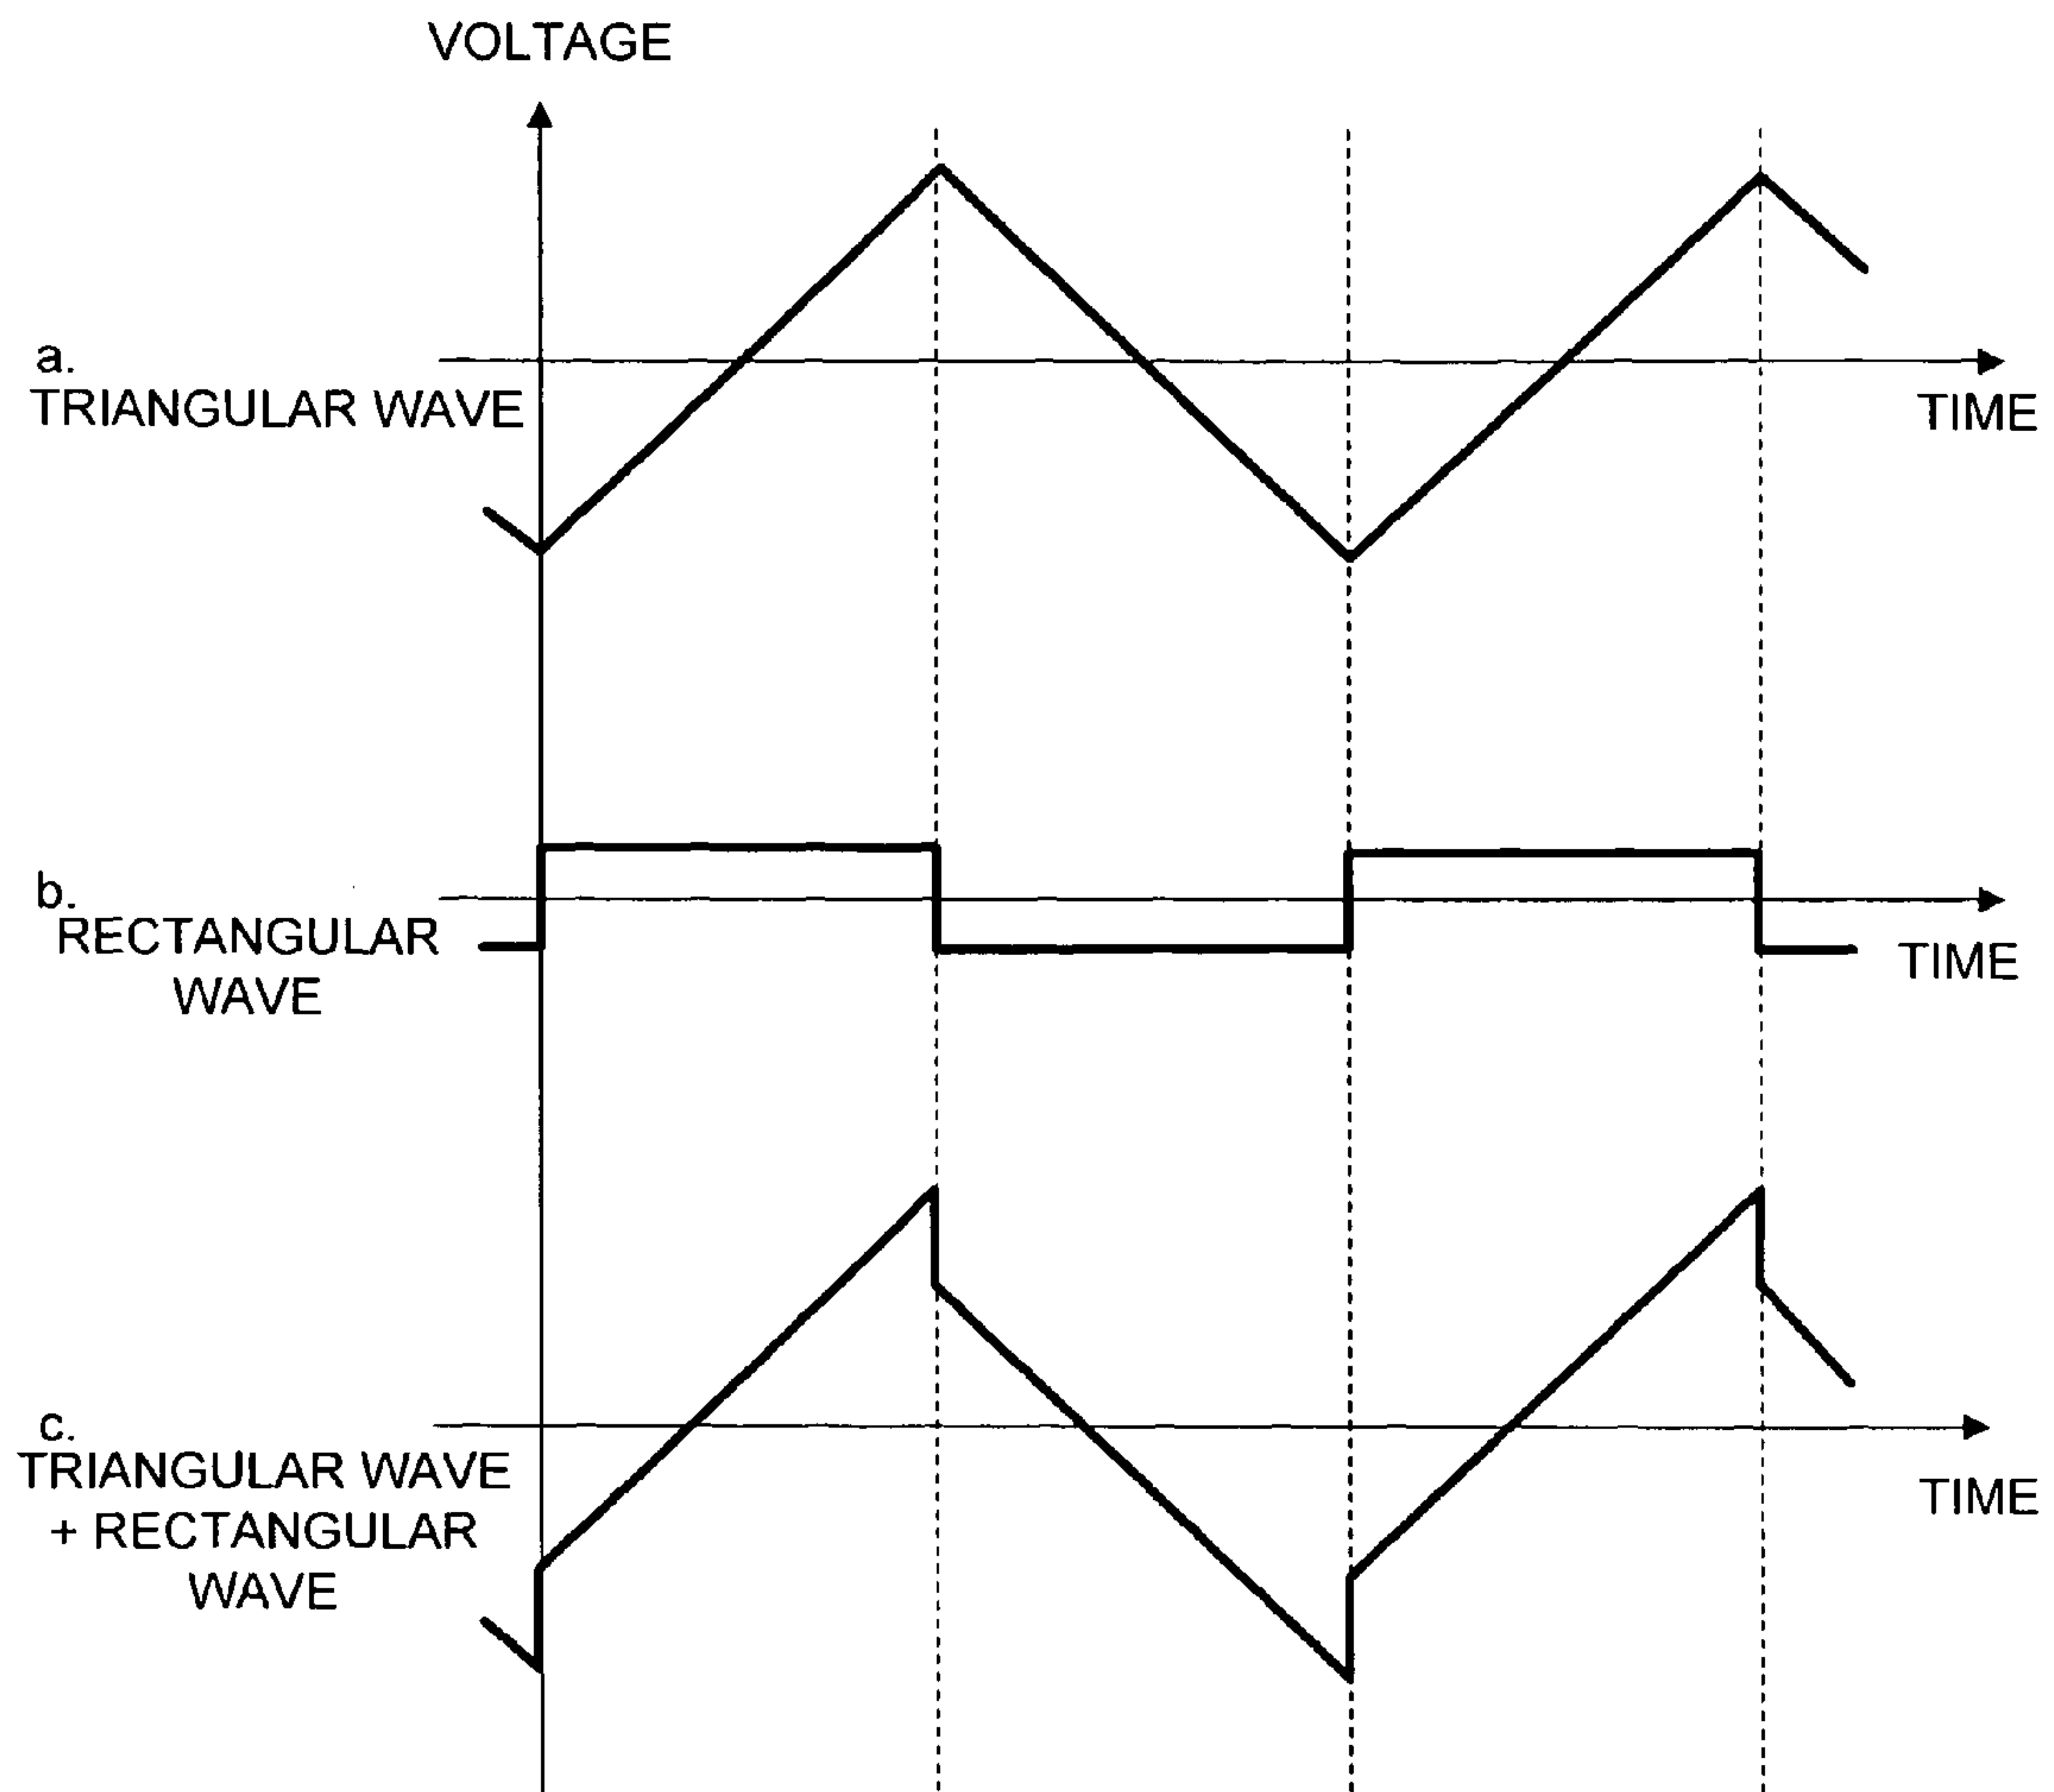 VOLTAGE
a.
TRIANGULAR WAVE
TIME
b.
RECTANGULAR
WAVE
TIME
c.
TRIANGULAR WAVE
+ RECTANGULAR
WAVE
TIME